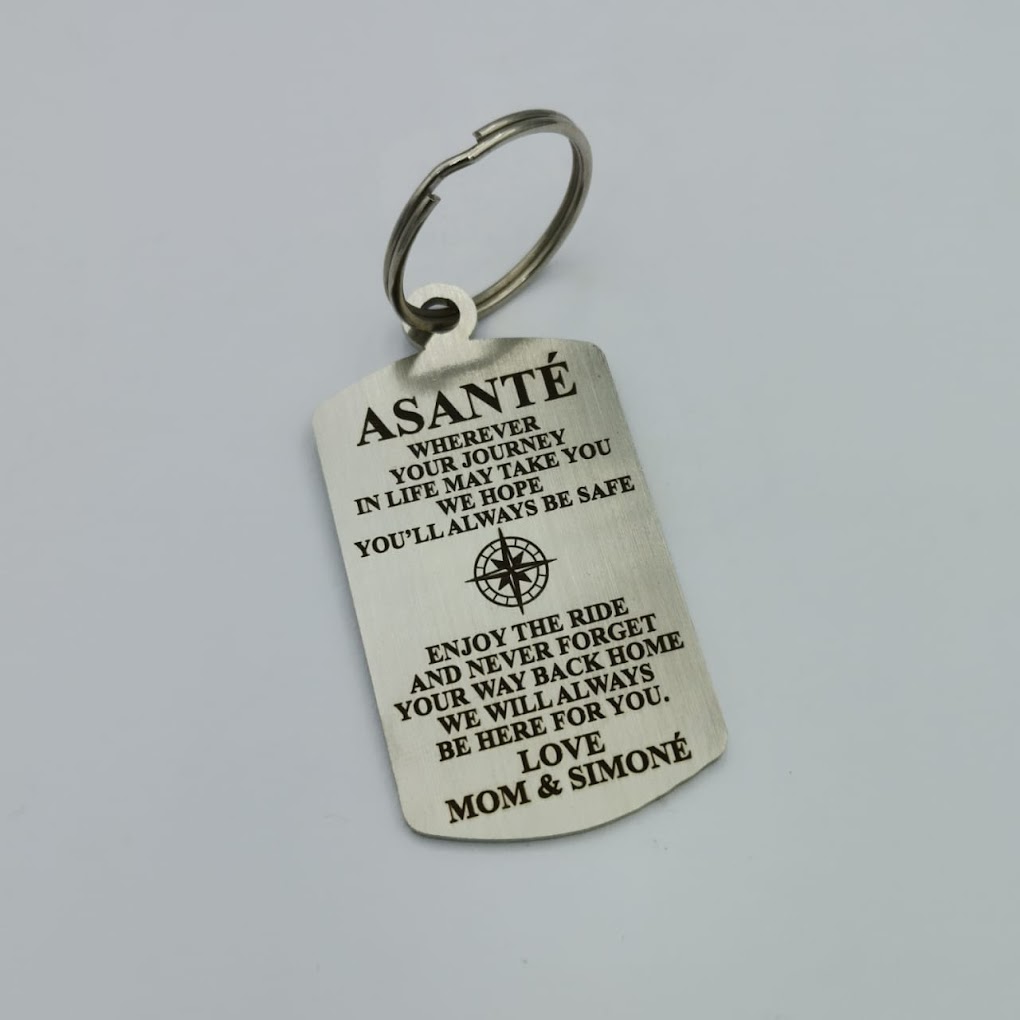 ASANTÉ
WHEREVER
YOUR JOURNEY
IN LIFE MAY TAKE YOU
WE HOPE
YOU'LL ALWAYS BE SAFE
ENJOY THE RIDE
AND NEVER FORGET
YOUR WAY BACK HOME
WE WILL ALWAYS
BE HERE FOR YOU.
LOVE
MOM & SIMONÉ